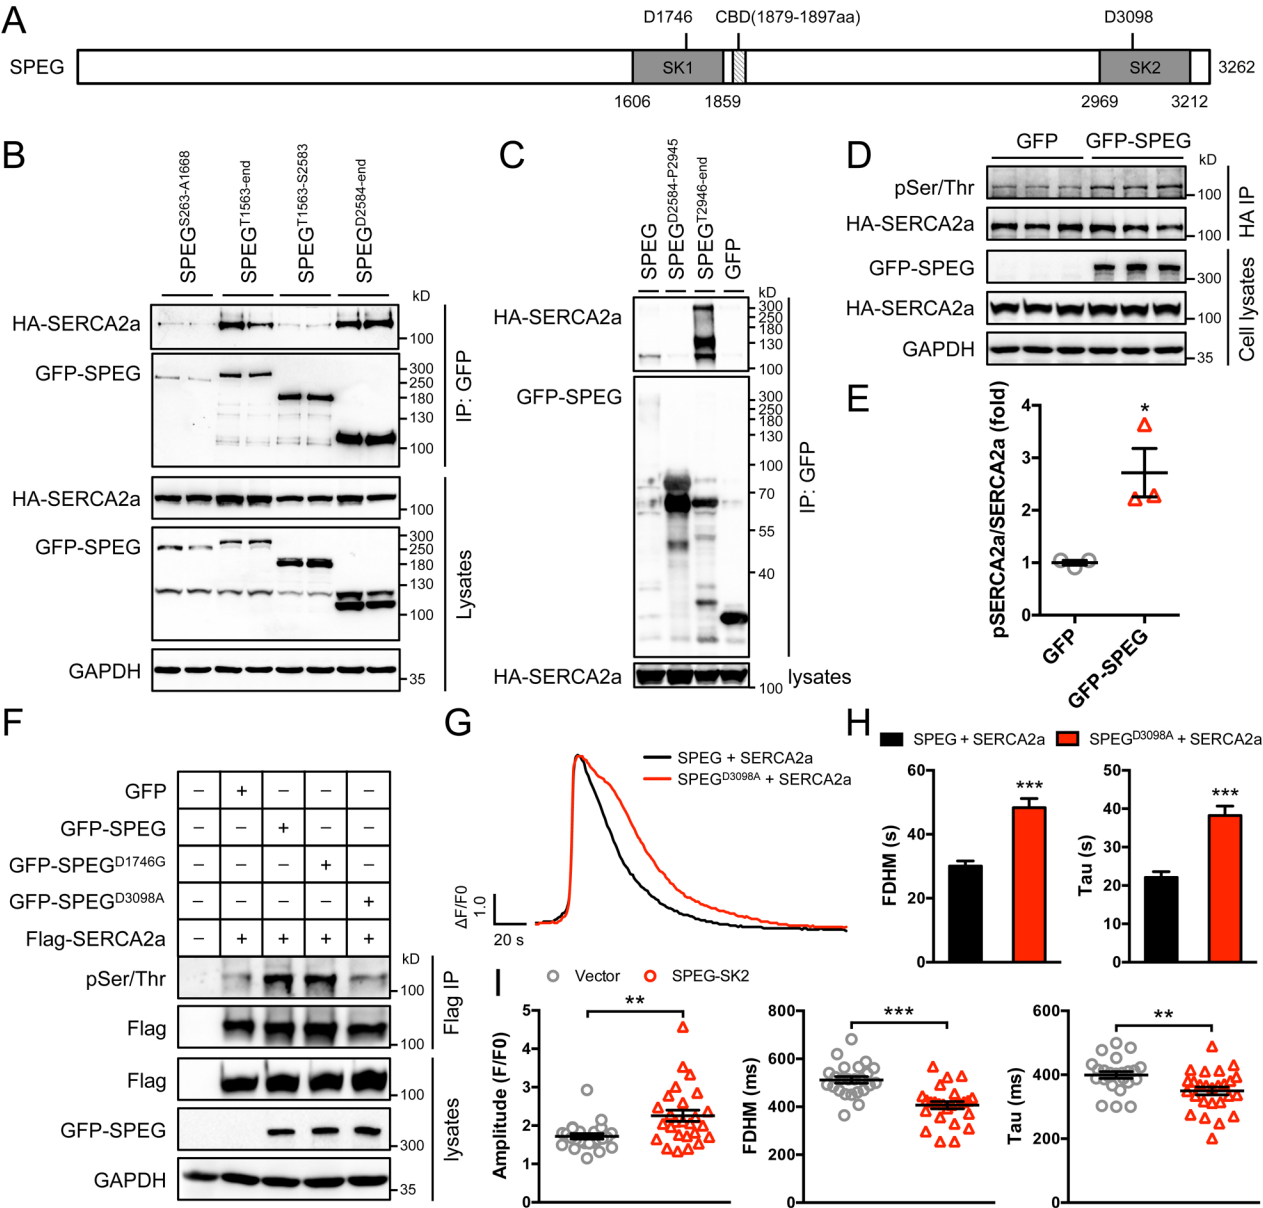 A
D1746 CBD(1879-1897aa) D3098
SPEG SK1 SK2 3262
1606 1859 2969 3212
B
SPEG^S263-A1668 SPEG^T1563-end SPEG^T1563-S2583 SPEG^D2584-end
kD
HA-SERCA2a
100
GFP-SPEG
300
250
180
130
100
IP: GFP
HA-SERCA2a
100
GFP-SPEG
300
250
180
130
100
GAPDH
35
Lysates
C
SPEG SPEG^D2584-P2945 SPEG^T2946-end GFP
kD
HA-SERCA2a
300
250
180
130
100
GFP-SPEG
300
250
180
130
100
70
55
40
IP: GFP
HA-SERCA2a
100 lysates
D
GFP GFP-SPEG
kD
pSer/Thr
100
HA-SERCA2a
100
HA IP
GFP-SPEG
300
HA-SERCA2a
100
GAPDH
35
Cell lysates
E
pSERCA2a/SERCA2a (fold)
4
3
2
1
0
*
GFP GFP-SPEG
F
GFP – + – – –
GFP-SPEG – – + – –
GFP-SPEG^D1746G – – – + –
GFP-SPEG^D3098A – – – – +
Flag-SERCA2a – + + + +
kD
pSer/Thr
100
Flag
100
Flag IP
Flag
100
GFP-SPEG
300
GAPDH
35
lysates
G
SPEG + SERCA2a
SPEG^D3098A + SERCA2a
ΔF/F0
1.0
20 s
H
SPEG + SERCA2a SPEG^D3098A + SERCA2a
FDHM (s)
60
40
20
0
***
Tau (s)
50
40
30
20
10
0
***
I
Vector SPEG-SK2
Amplitude (F/F0)
5
4
3
2
1
0
**
FDHM (ms)
800
600
400
200
0
***
Tau (ms)
600
400
200
0
**